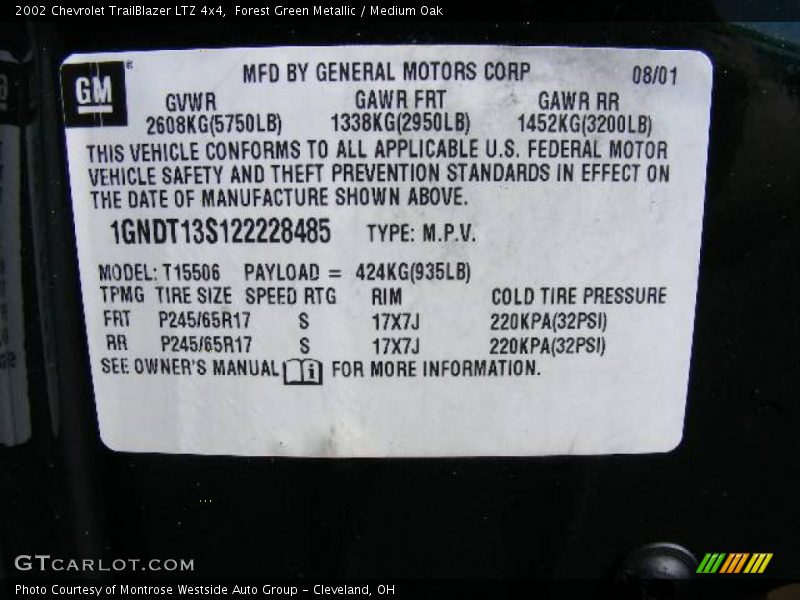 2002 Chevrolet TrailBlazer LTZ 4x4,  Forest Green Metallic / Medium Oak
GM ®
MFD BY GENERAL MOTORS CORP 08/01
GVWR GAWR FRT GAWR RR
2608KG(5750LB) 1338KG(2950LB) 1452KG(3200LB)
THIS VEHICLE CONFORMS TO ALL APPLICABLE U.S. FEDERAL MOTOR
VEHICLE SAFETY AND THEFT PREVENTION STANDARDS IN EFFECT ON
THE DATE OF MANUFACTURE SHOWN ABOVE.
1GNDT13S122228485 TYPE: M.P.V.
MODEL: T15506 PAYLOAD = 424KG(935LB)
TPMG TIRE SIZE SPEED RTG RIM COLD TIRE PRESSURE
FRT P245/65R17 S 17X7J 220KPA(32PSI)
RR P245/65R17 S 17X7J 220KPA(32PSI)
SEE OWNER'S MANUAL i FOR MORE INFORMATION.
GTCARLOT.COM
Photo Courtesy of Montrose Westside Auto Group - Cleveland, OH